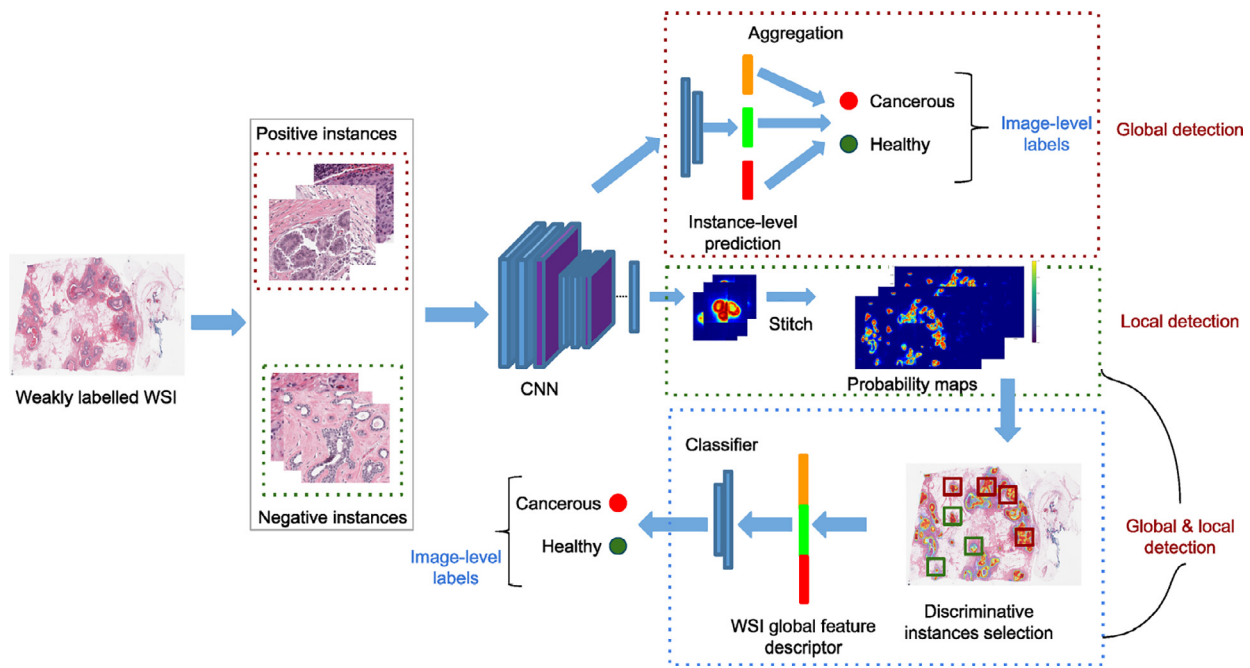 Aggregation
Cancerous
Healthy
Image-level
labels
Instance-level
prediction
Global detection
Positive instances
Negative instances
Weakly labelled WSI
CNN
Stitch
Probability maps
Local detection
Classifier
Cancerous
Healthy
Image-level
labels
WSI global feature
descriptor
Discriminative
instances selection
Global & local
detection